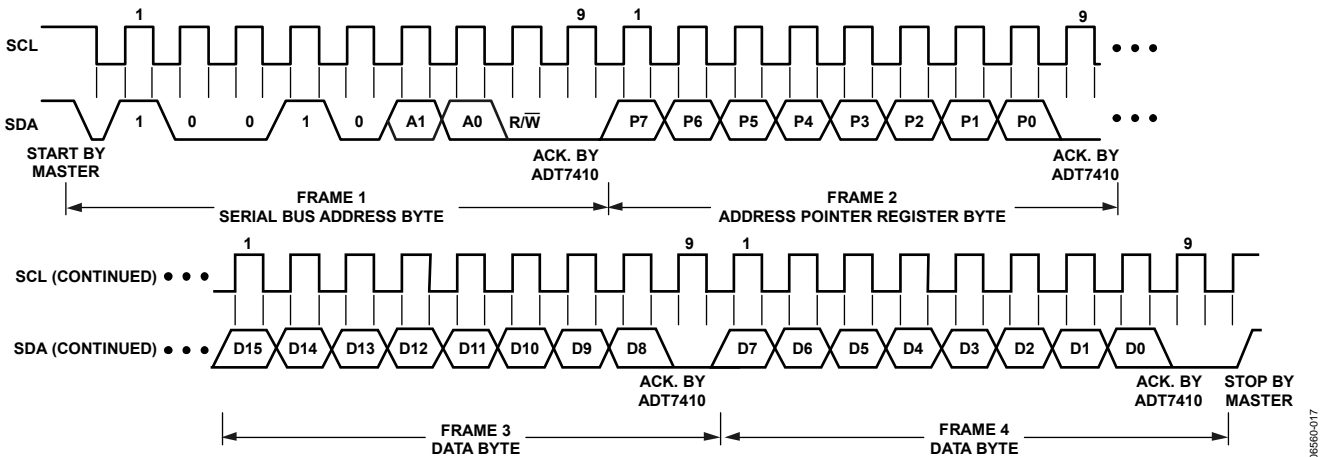 1 9 1 9
SCL
SDA 1 0 0 1 0 A1 A0 R/W̅ P7 P6 P5 P4 P3 P2 P1 P0
START BY
MASTER
ACK. BY
ADT7410
ACK. BY
ADT7410
FRAME 1
SERIAL BUS ADDRESS BYTE
FRAME 2
ADDRESS POINTER REGISTER BYTE
1 9 1 9
SCL (CONTINUED)
SDA (CONTINUED) D15 D14 D13 D12 D11 D10 D9 D8 D7 D6 D5 D4 D3 D2 D1 D0
ACK. BY
ADT7410
ACK. BY
ADT7410
STOP BY
MASTER
FRAME 3
DATA BYTE
FRAME 4
DATA BYTE
06560-017